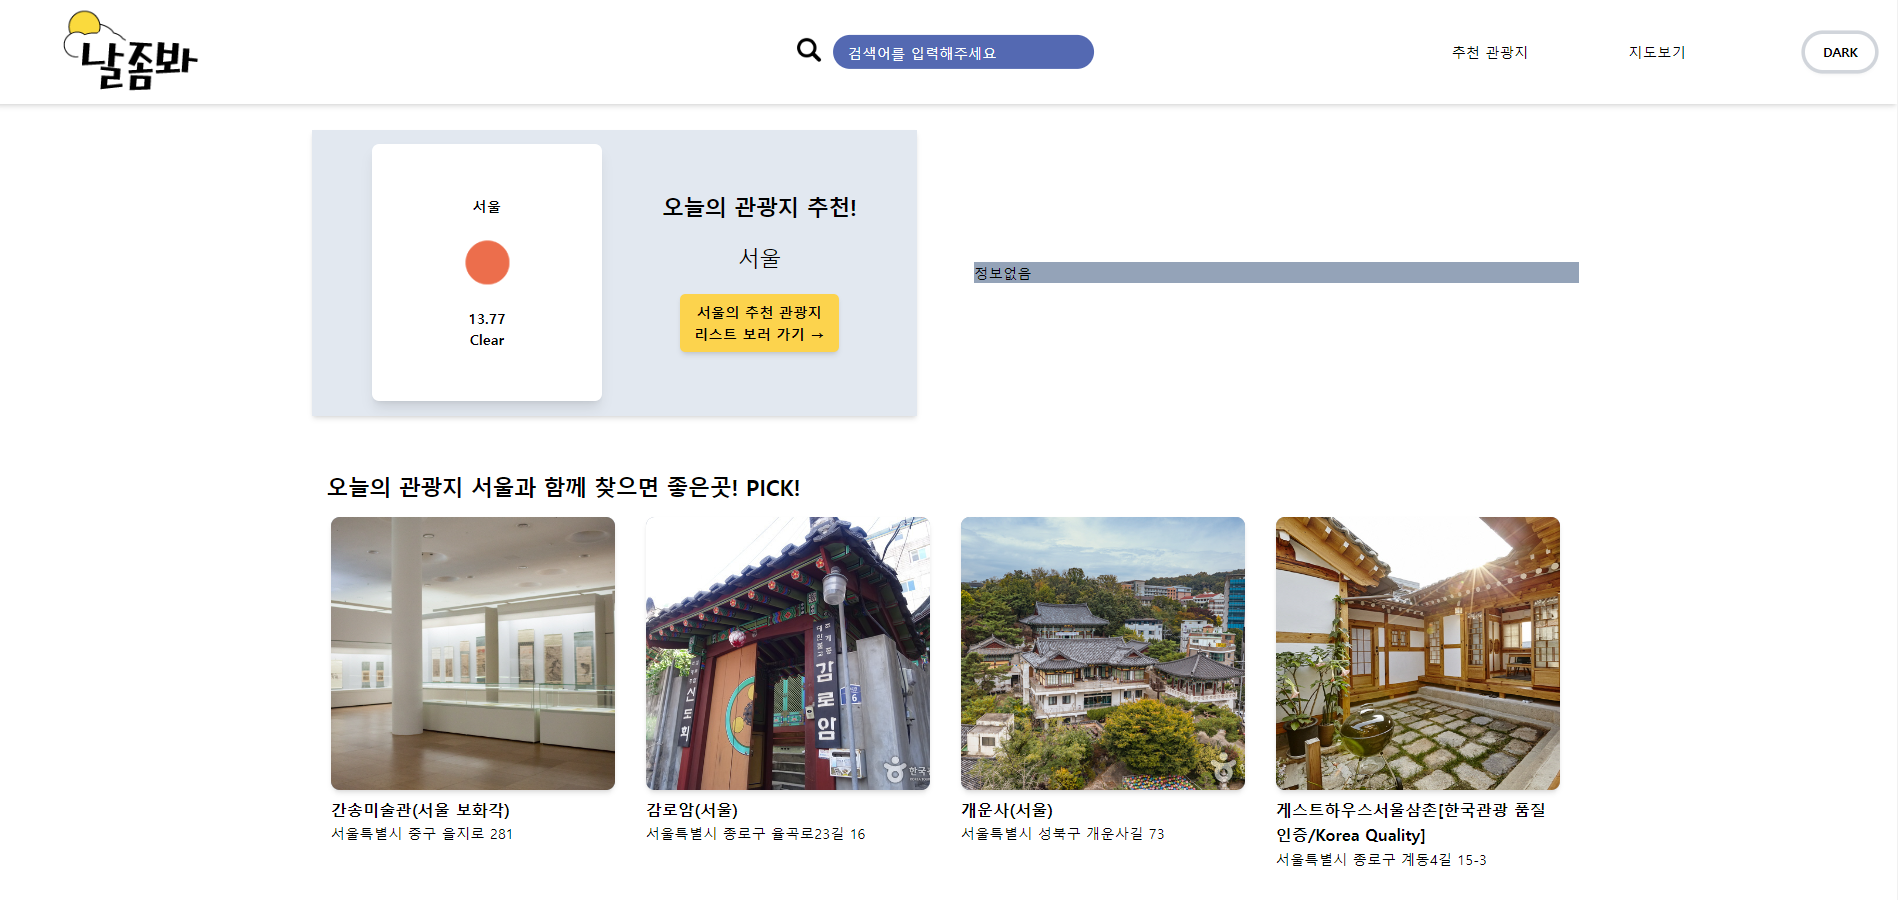 날좀봐
검색어를 입력해주세요
추천 관광지
지도보기
DARK
서울
13.77
Clear
오늘의 관광지 추천!
서울
서울의 추천 관광지
리스트 보러 가기 →
정보없음
오늘의 관광지 서울과 함께 찾으면 좋은곳! PICK!
감로암
6
간송미술관(서울 보화각)
서울특별시 중구 을지로 281
감로암(서울)
서울특별시 종로구 율곡로23길 16
개운사(서울)
서울특별시 성북구 개운사길 73
게스트하우스서울삼촌[한국관광 품질
인증/Korea Quality]
서울특별시 종로구 계동4길 15-3